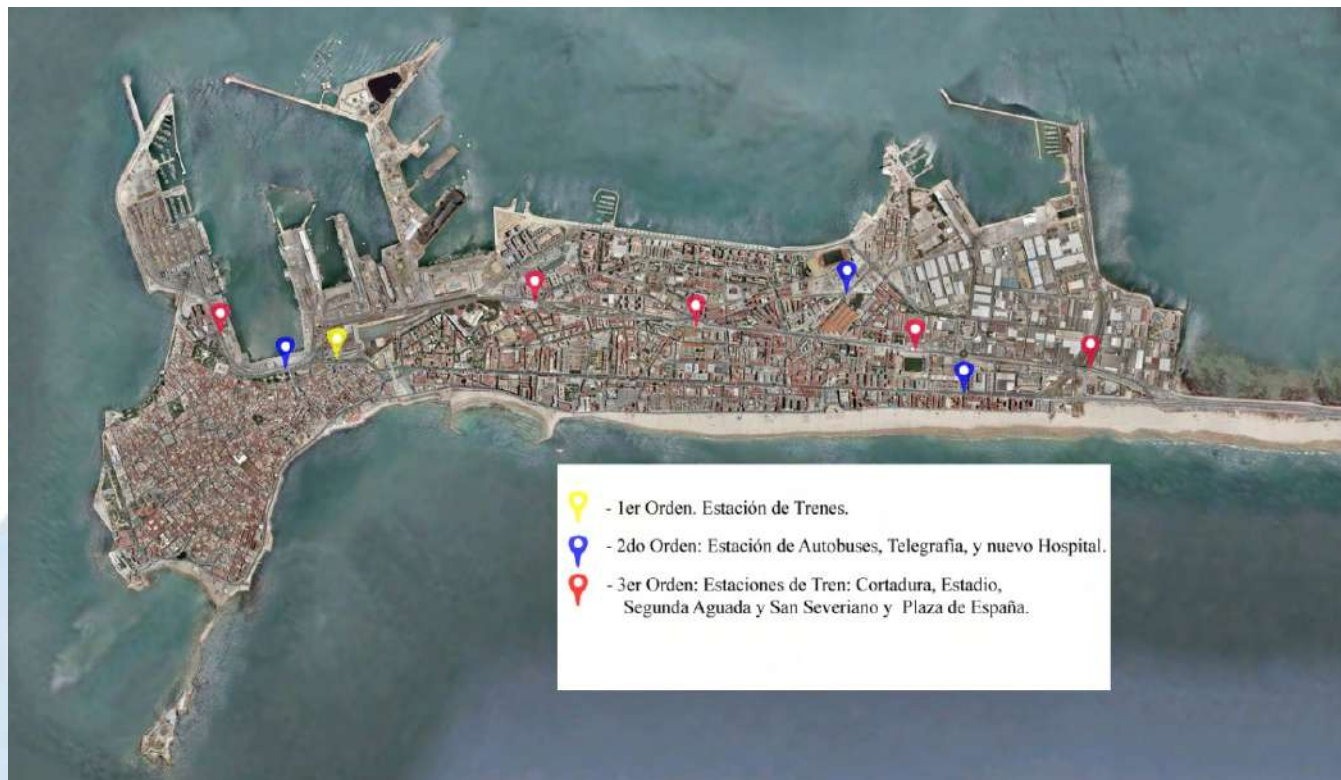 - 1er Orden. Estación de Trenes.
- 2do Orden: Estación de Autobuses, Telegrafía, y nuevo Hospital.
- 3er Orden: Estaciones de Tren: Cortadura, Estadio,
Segunda Aguada y San Severiano y Plaza de España.